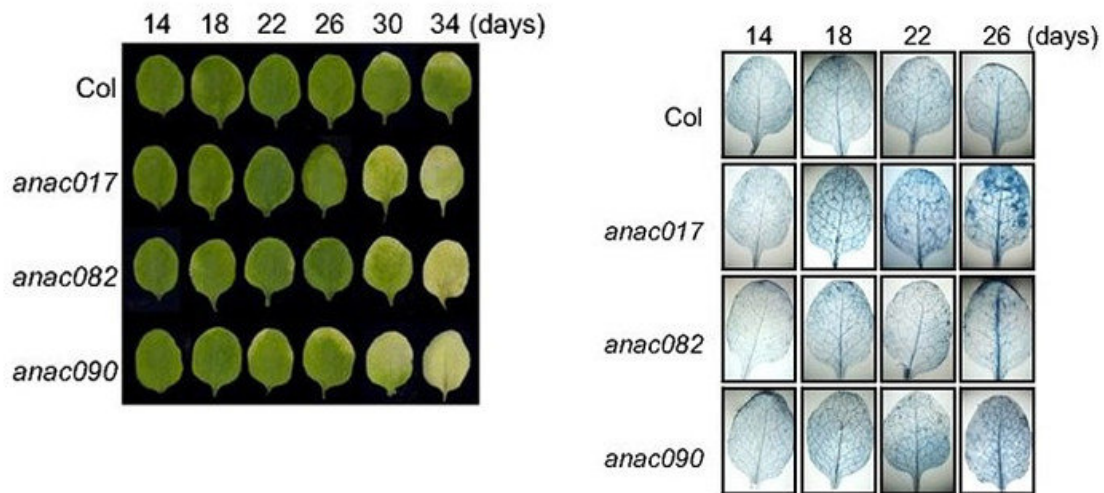 14 18 22 26 30 34 (days)
Col
anac017
anac082
anac090
14 18 22 26 (days)
Col
anac017
anac082
anac090